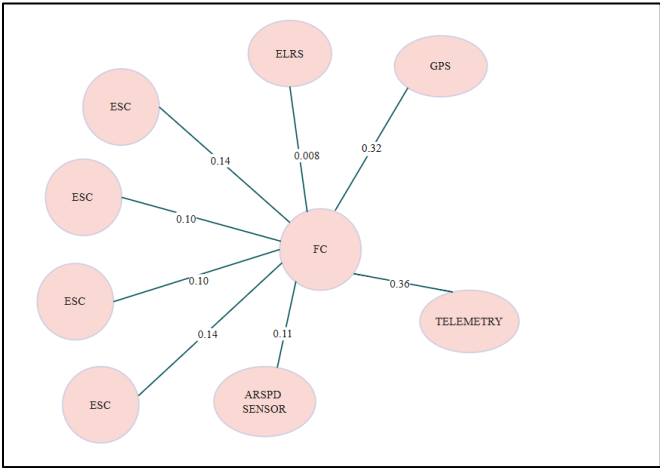 ELRS
GPS
ESC
0.14
0.008
0.32
ESC
0.10
FC
ESC
0.10
0.36
TELEMETRY
0.14
0.11
ESC
ARSPD
SENSOR